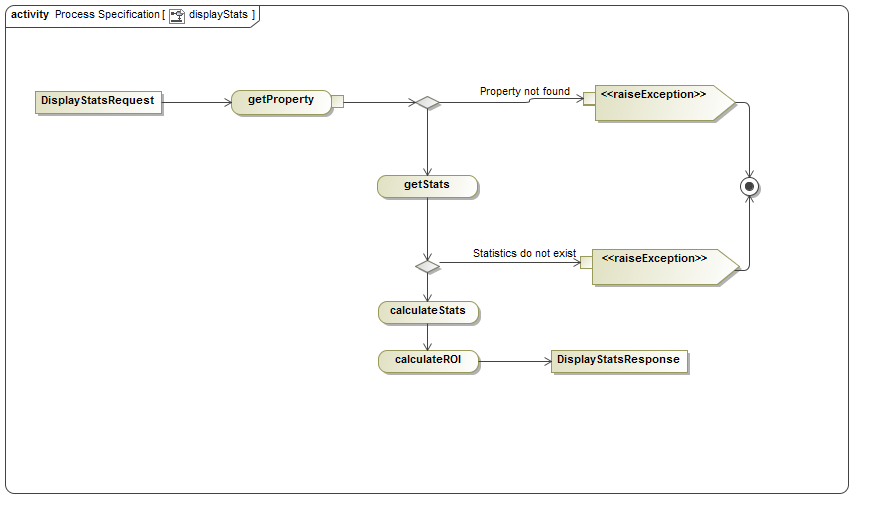 activity Process Specification [ displayStats ]
Property not found
<<raiseException>>
DisplayStatsRequest
getProperty
getStats
Statistics do not exist
<<raiseException>>
calculateStats
calculateROI
DisplayStatsResponse